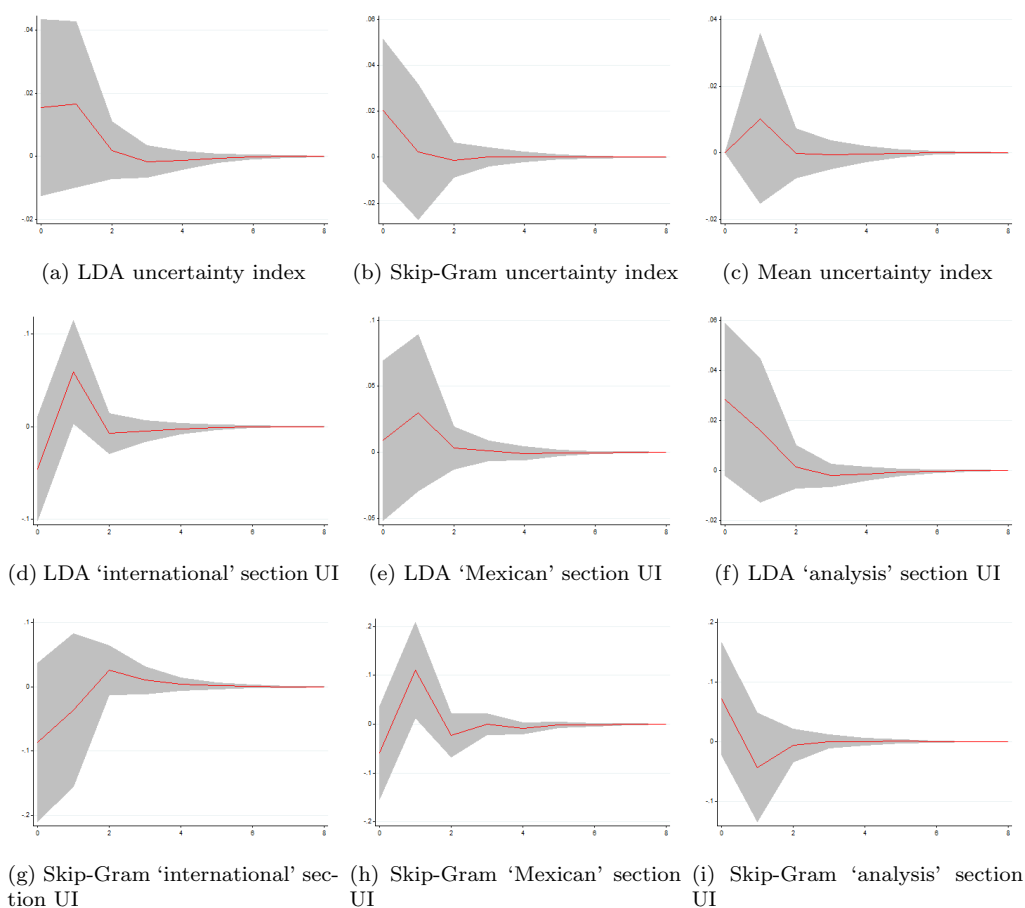 .04
.02
0
-.02
0 2 4 6 8
.06
.04
.02
0
-.02
0 2 4 6 8
.04
.02
0
-.02
0 2 4 6 8
(a) LDA uncertainty index
(b) Skip-Gram uncertainty index
(c) Mean uncertainty index
.1
0
-.1
0 2 4 6 8
.1
.05
0
-.05
0 2 4 6 8
.06
.04
.02
0
-.02
0 2 4 6 8
(d) LDA ‘international’ section UI
(e) LDA ‘Mexican’ section UI
(f) LDA ‘analysis’ section UI
.1
0
-.1
-.2
0 2 4 6 8
.2
.1
0
-.1
-.2
0 2 4 6 8
.2
.1
0
-.1
0 2 4 6 8
(g) Skip-Gram ‘international’ sec-
tion UI
(h) Skip-Gram ‘Mexican’ section
UI
(i) Skip-Gram ‘analysis’ section
UI